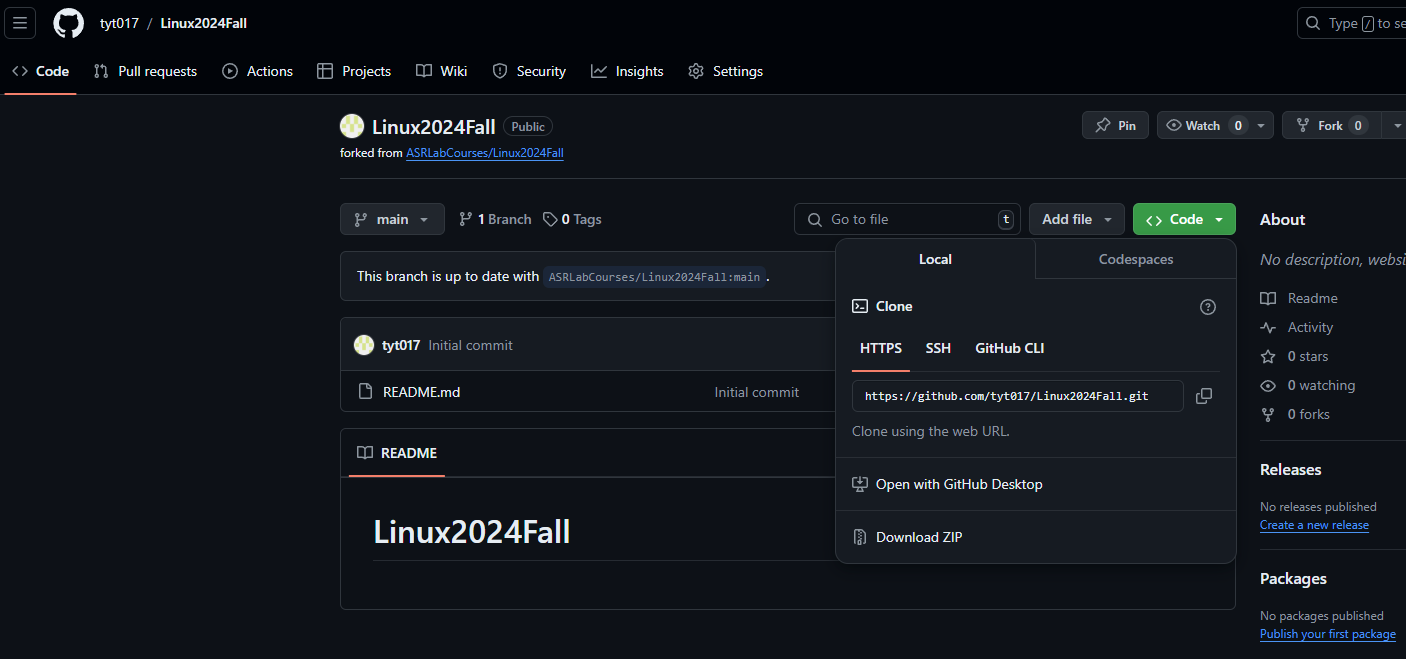 tyt017 / Linux2024Fall
Type / to se
Code Pull requests Actions Projects Wiki Security Insights Settings
Linux2024Fall Public
Pin Watch 0 Fork 0
forked from ASRLabCourses/Linux2024Fall
main 1 Branch 0 Tags
Go to file t
Add file
Code
This branch is up to date with ASRLabCourses/Linux2024Fall:main.
tyt017 Initial commit
README.md Initial commit
README
Linux2024Fall
Local Codespaces
Clone
HTTPS SSH GitHub CLI
https://github.com/tyt017/Linux2024Fall.git
Clone using the web URL.
Open with GitHub Desktop
Download ZIP
About
No description, websi
Readme
Activity
0 stars
0 watching
0 forks
Releases
No releases published
Create a new release
Packages
No packages published
Publish your first package